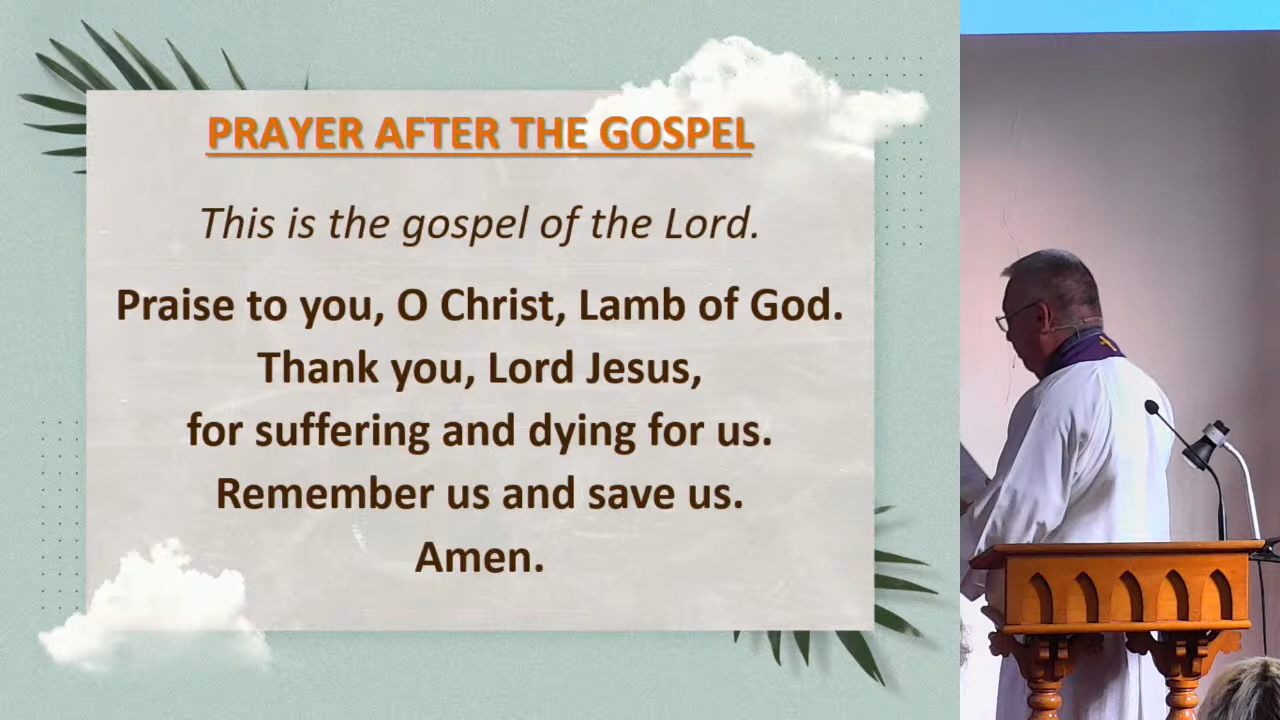 PRAYER AFTER THE GOSPEL
This is the gospel of the Lord.
Praise to you, O Christ, Lamb of God.
Thank you, Lord Jesus,
for suffering and dying for us.
Remember us and save us.
Amen.